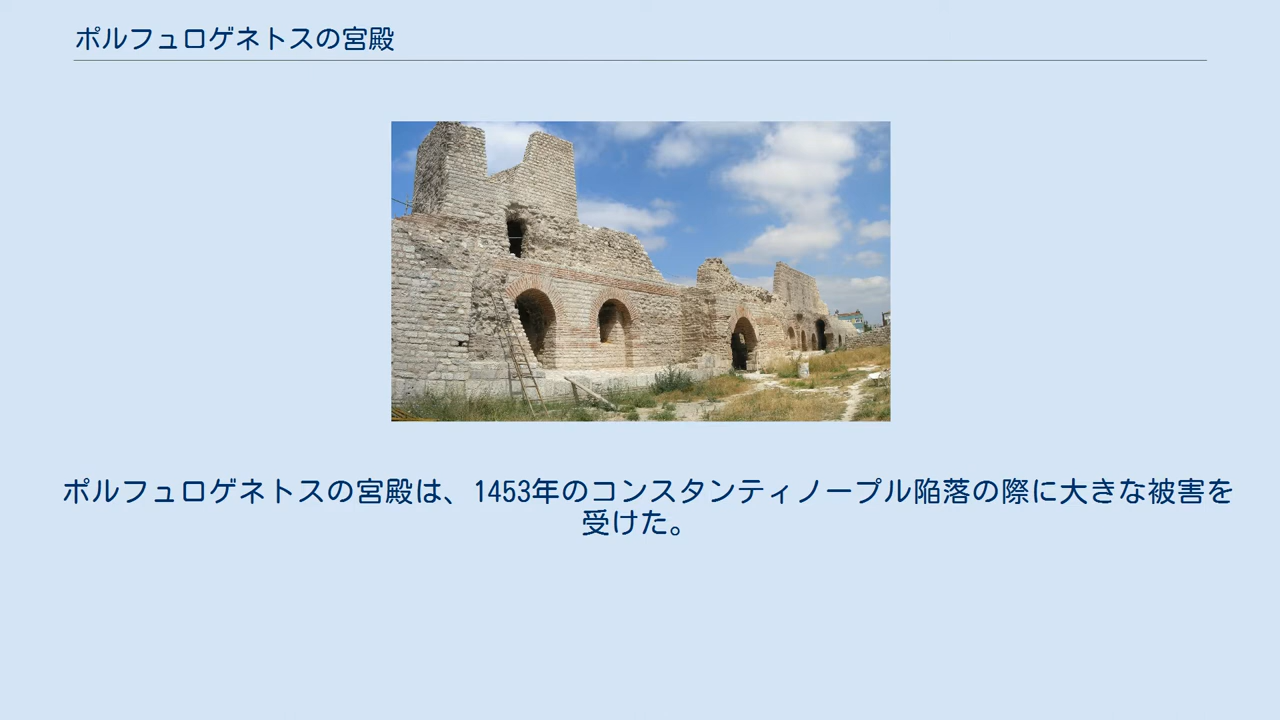 ポルフュロゲネトスの宮殿
ポルフュロゲネトスの宮殿は、1453年のコンスタンティノープル陥落の際に大きな被害を
受けた。